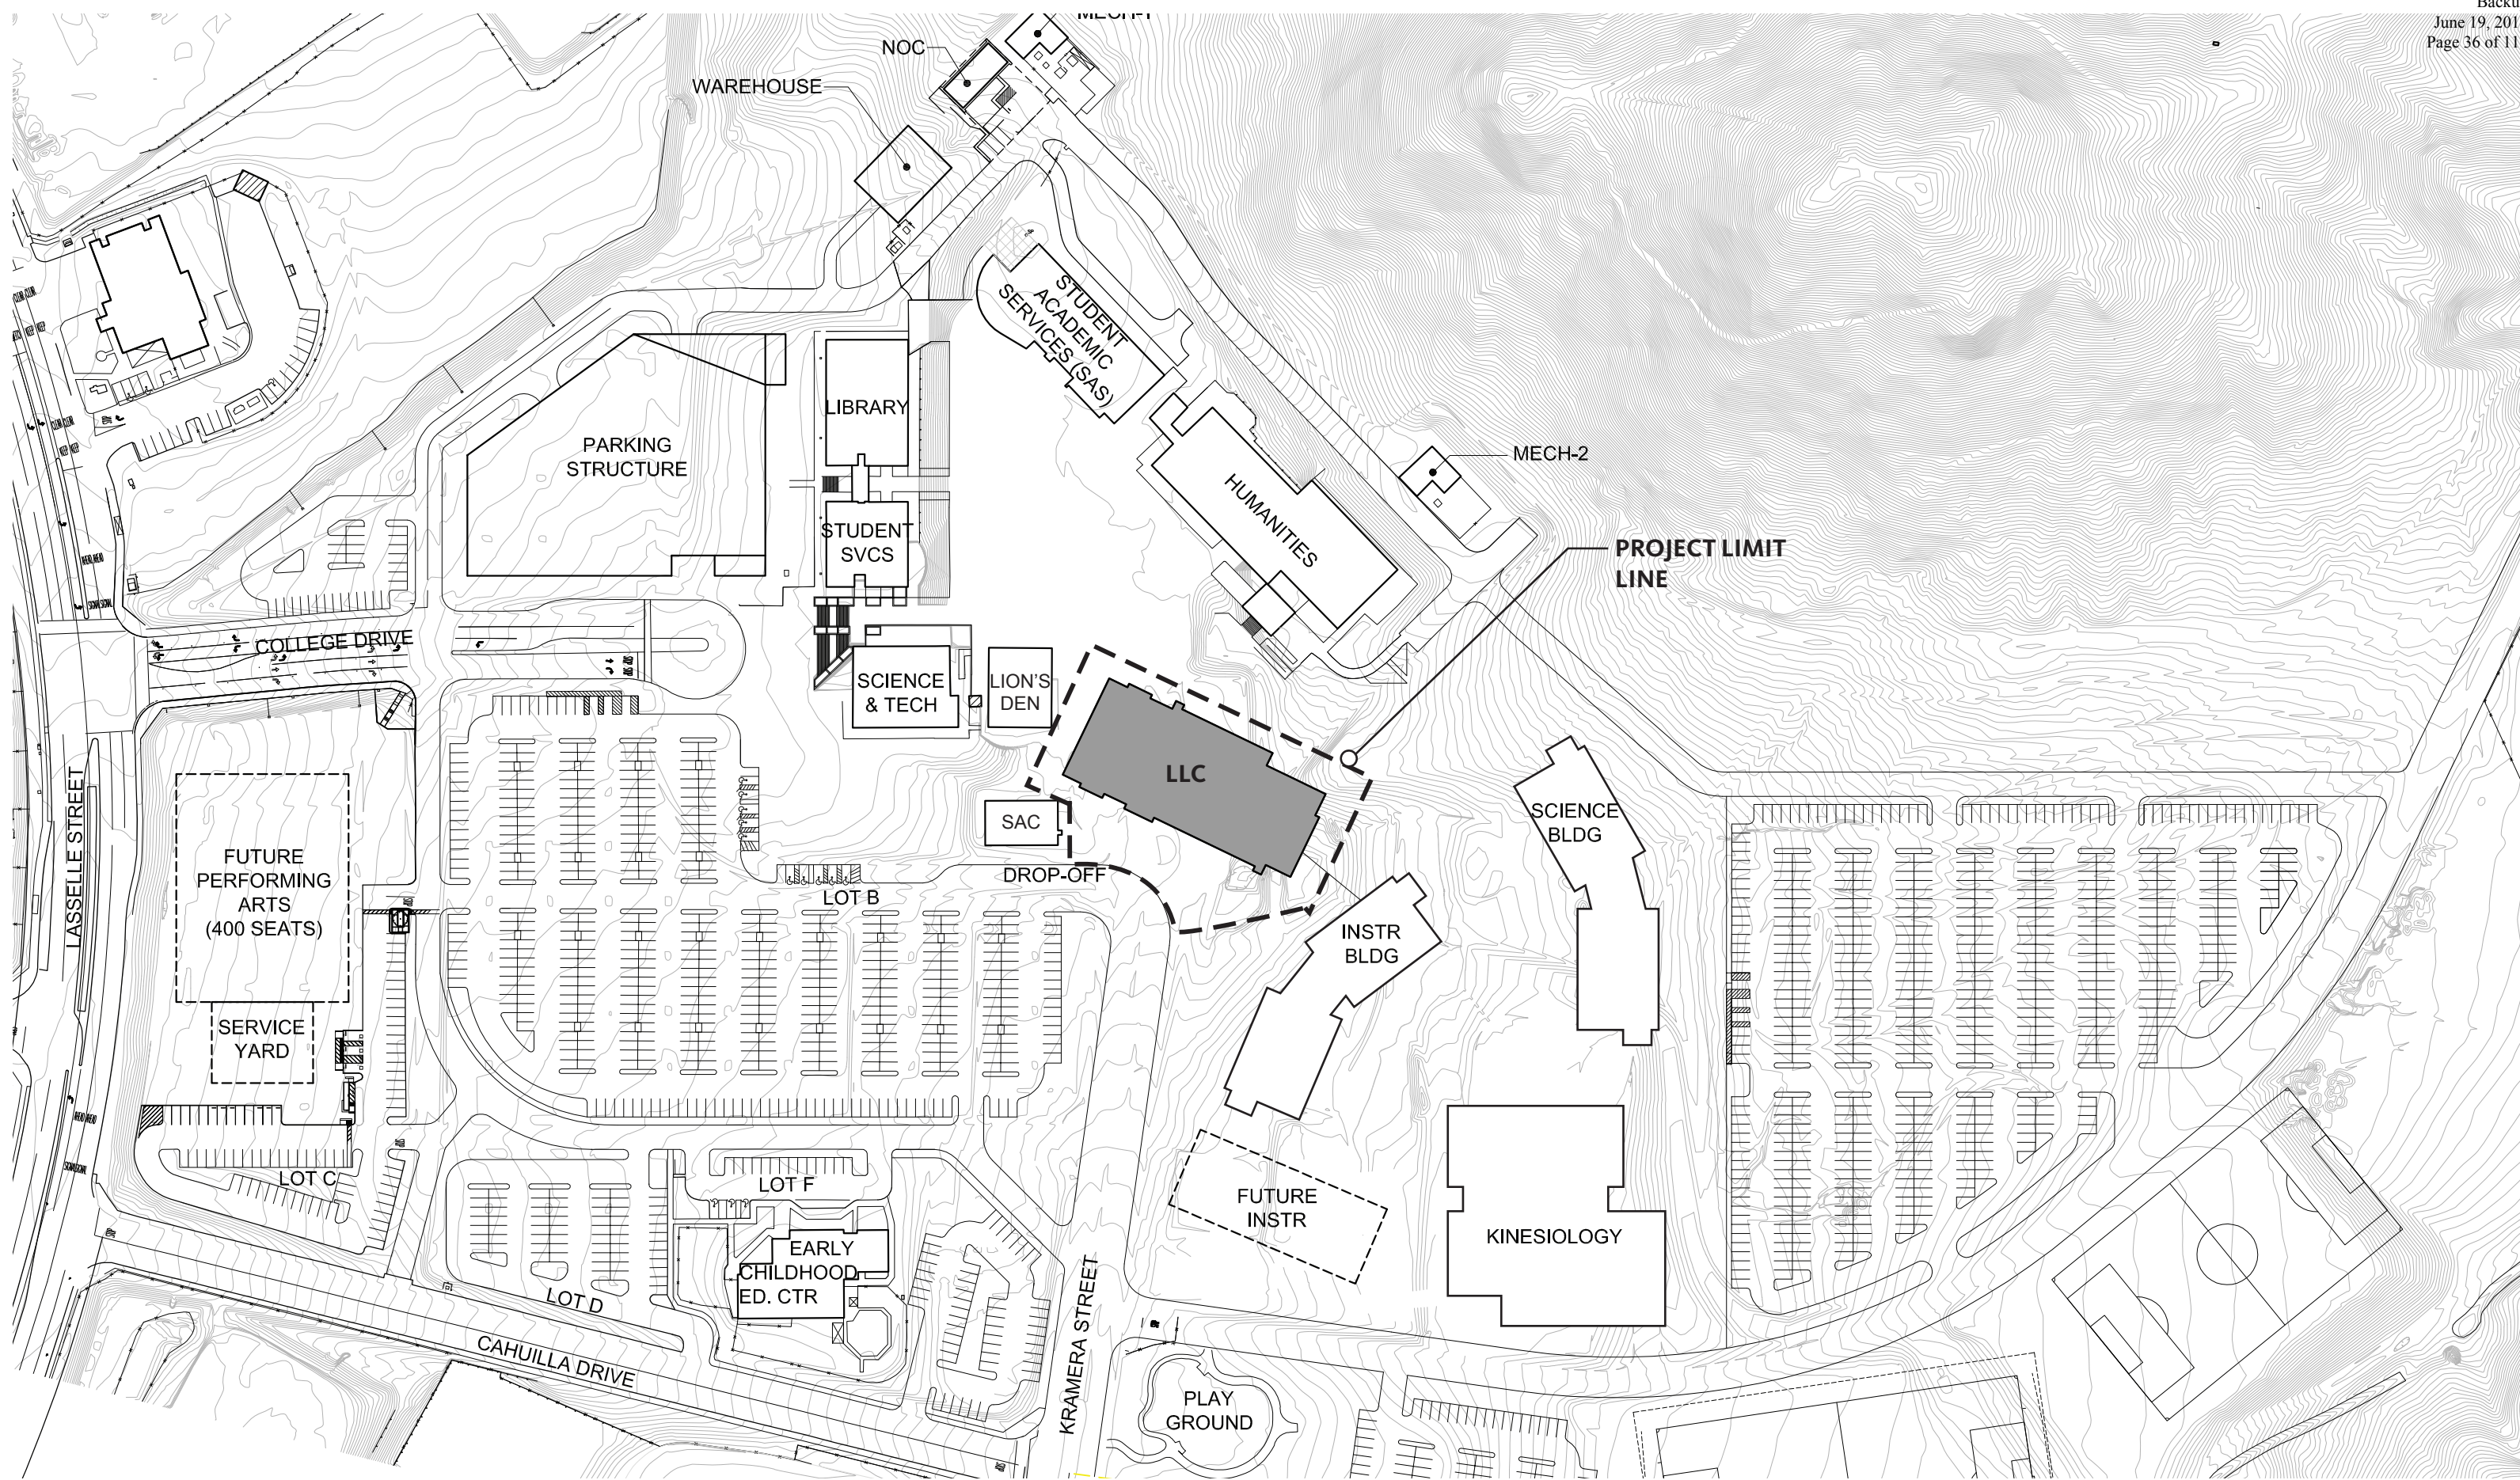 Backu
June 19, 201
Page 36 of 11
MECH-1
NOC
WAREHOUSE
STUDENT
ACADEMIC
SERVICES (SAS)
LIBRARY
PARKING
STRUCTURE
MECH-2
HUMANITIES
STUDENT
SVCS
PROJECT LIMIT
LINE
COLLEGE DRIVE
SCIENCE
& TECH
LION'S
DEN
LLC
LASSELLE STREET
SAC
SCIENCE
BLDG
FUTURE
PERFORMING
ARTS
(400 SEATS)
DROP-OFF
LOT B
INSTR
BLDG
SERVICE
YARD
LOT C
LOT F
FUTURE
INSTR
KINESIOLOGY
EARLY
CHILDHOOD
ED. CTR
LOT D
CAHUILLA DRIVE
KRAMERA STREET
PLAY
GROUND